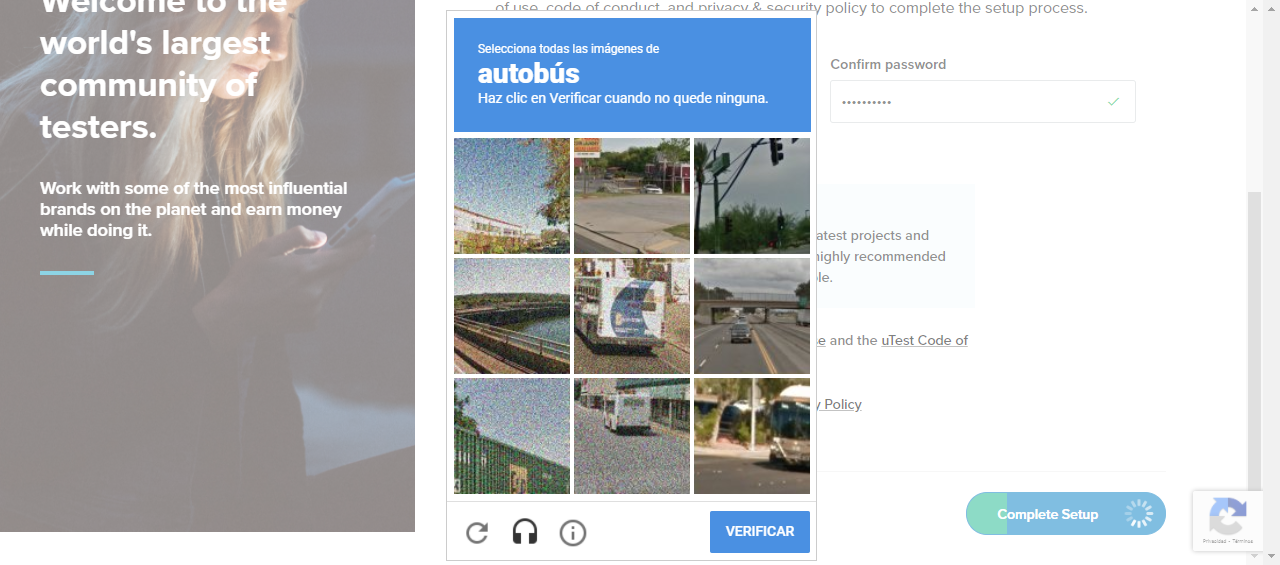 Welcome to the
world's largest
community of
testers.
Work with some of the most influential
brands on the planet and earn money
while doing it.
of use, code of conduct, and privacy & security policy to complete the setup process.
Selecciona todas las imágenes de
autobús
Haz clic en Verificar cuando no quede ninguna.
VERIFICAR
Confirm password
atest projects and
highly recommended
ble.
se and the uTest Code of
y Policy
Complete Setup
Privacidad - Términos